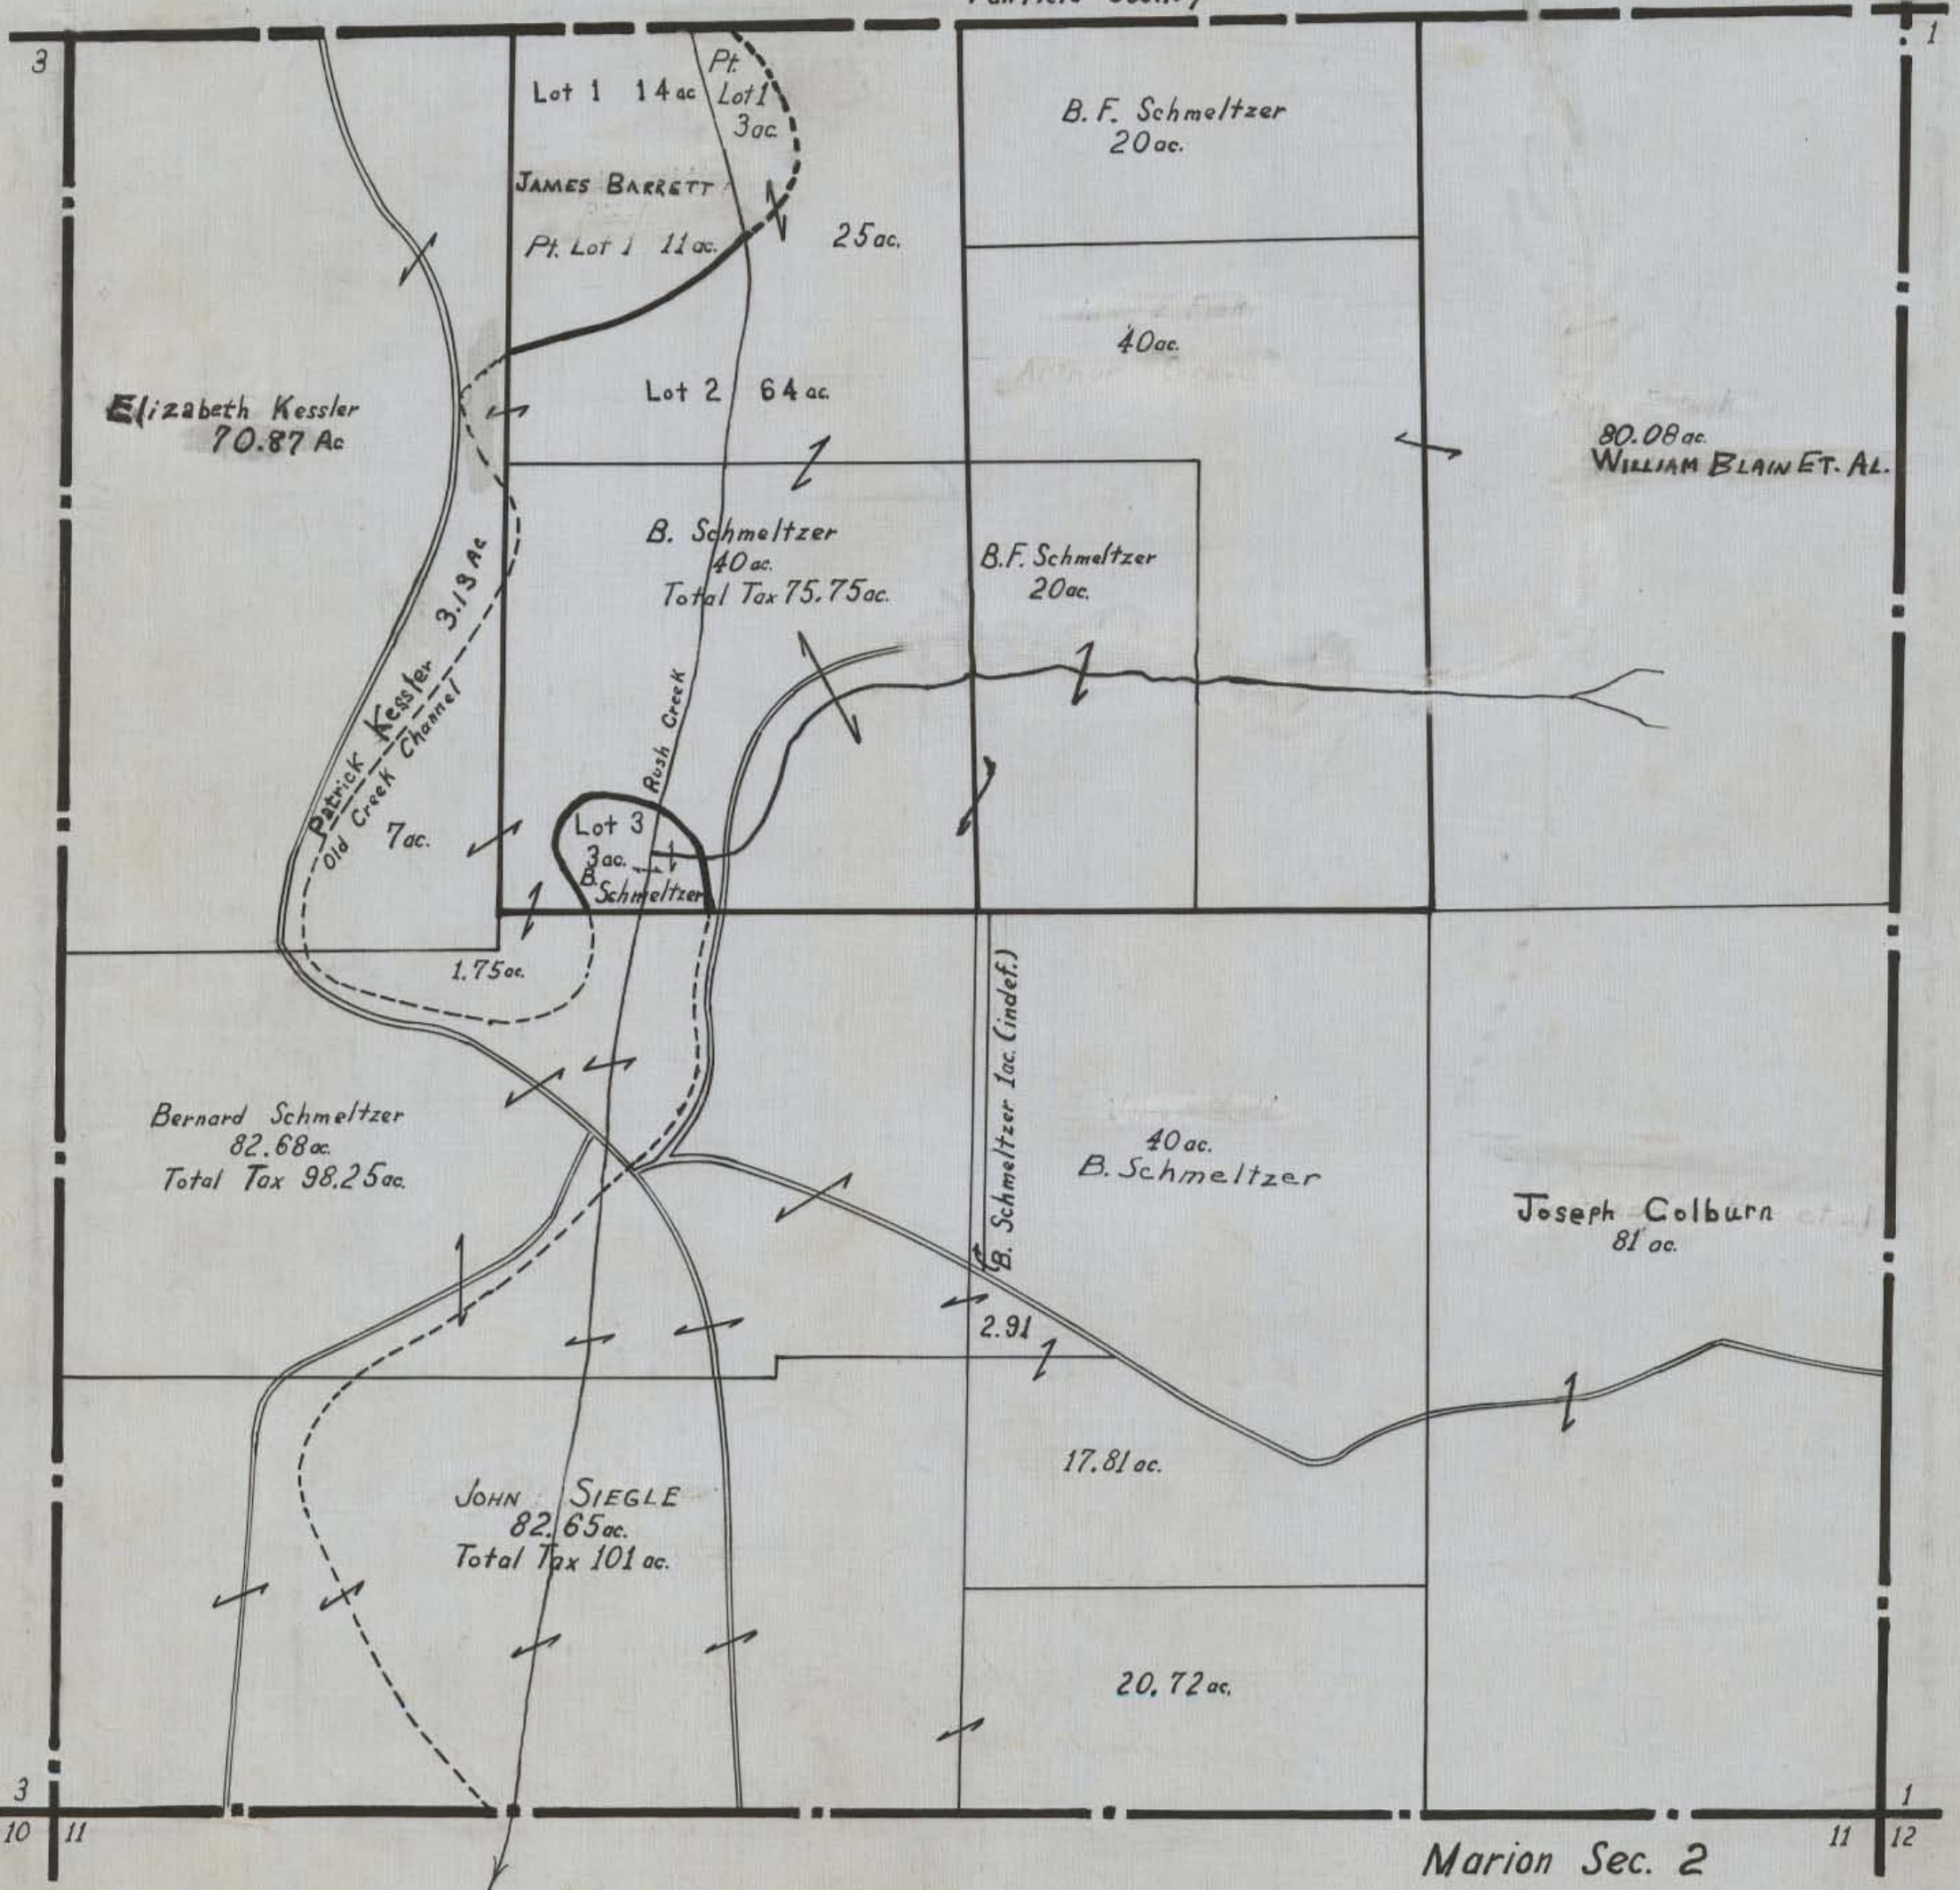 Fairfield County
3
1
Lot 1 14 ac
Pt.
Lot 1
3 ac.
JAMES BARRETT
Pt. Lot 1 11 ac.
25 ac.
B. F. Schmeltzer
20 ac.
40 ac.
Lot 2 64 ac.
Elizabeth Kessler
70.87 Ac
80.08 ac.
WILLIAM BLAIN ET. AL.
B. Schmeltzer
40 ac.
Total Tax 75.75 ac.
B.F. Schmeltzer
20 ac.
Patrick Kessler 3.13 Ac
Old Creek Channel
7 ac.
Rush Creek
Lot 3
3 ac.
B.
Schmeltzer
1.75 ac.
B. Schmeltzer 1 ac. (indef.)
Bernard Schmeltzer
82.68 ac.
Total Tax 98.25 ac.
40 ac.
B. Schmeltzer
Joseph Colburn
81 ac.
2.91
17.81 ac.
JOHN SIEGLE
82.65 ac.
Total Tax 101 ac.
20.72 ac.
3
10 11
1
11 12
Marion Sec. 2